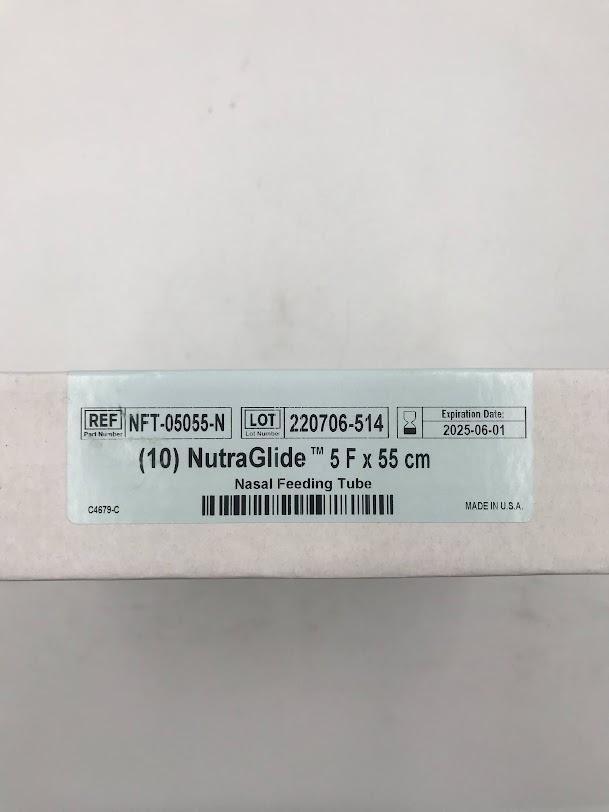 REF Part Number NFT-05055-N LOT Lot Number 220706-514 Expiration Date: 2025-06-01
(10) NutraGlide™ 5 F x 55 cm
Nasal Feeding Tube
C4679-C MADE IN U.S.A.